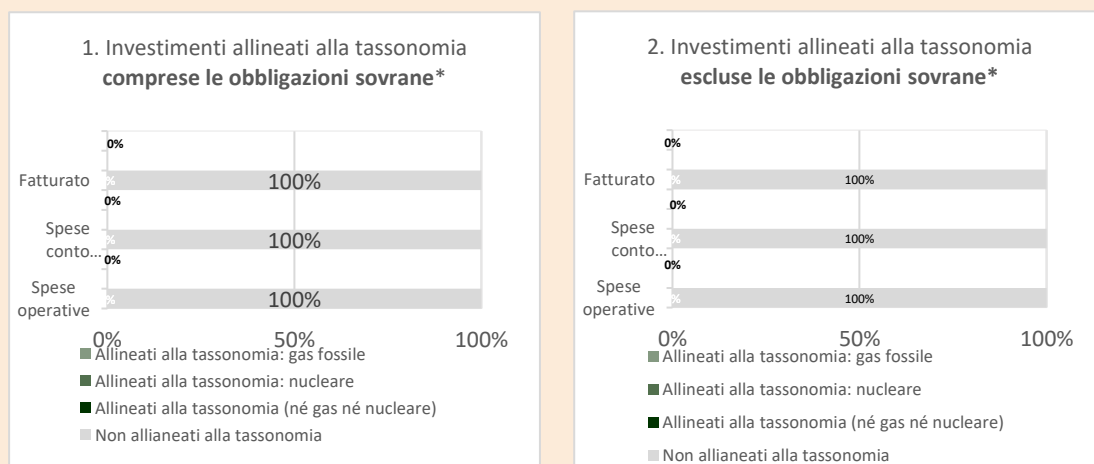 1. Investimenti allineati alla tassonomia
comprese le obbligazioni sovrane*
0%
Fatturato
%
100%
0%
Spese
conto...
%
100%
0%
Spese
operative
%
100%
0%
50%
100%
Allineati alla tassonomia: gas fossile
Allineati alla tassonomia: nucleare
Allineati alla tassonomia (né gas né nucleare)
Non allianeati alla tassonomia
2. Investimenti allineati alla tassonomia
escluse le obbligazioni sovrane*
0%
Fatturato
%
100%
0%
Spese
conto...
%
100%
0%
Spese
operative
%
100%
0%
50%
100%
Allineati alla tassonomia: gas fossile
Allineati alla tassonomia: nucleare
Allineati alla tassonomia (né gas né nucleare)
Non allianeati alla tassonomia